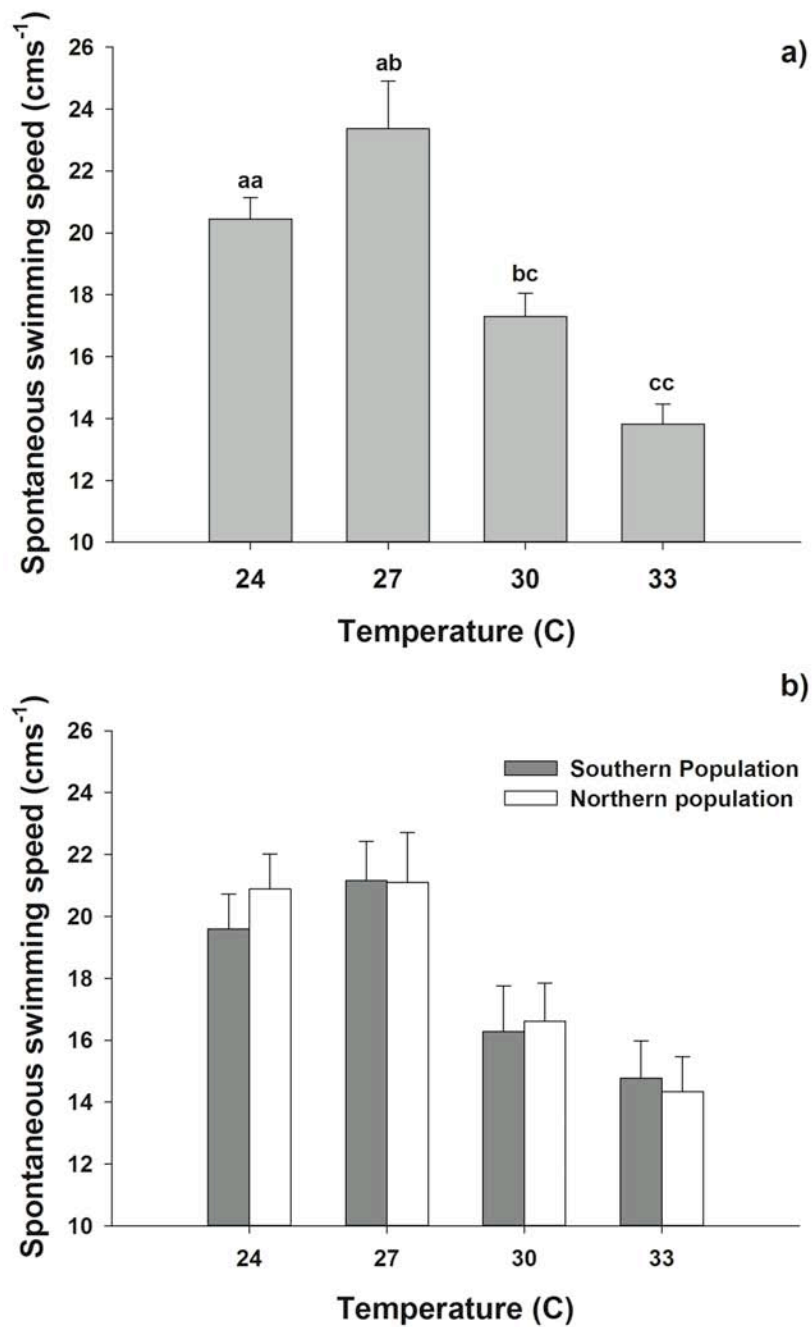 a)
Spontaneous swimming speed (cms⁻¹)
26
24
22
20
18
16
14
12
10
aa
ab
bc
cc
24 27 30 33
Temperature (C)
b)
Spontaneous swimming speed (cms⁻¹)
26
24
22
20
18
16
14
12
10
Southern Population
Northern population
24 27 30 33
Temperature (C)